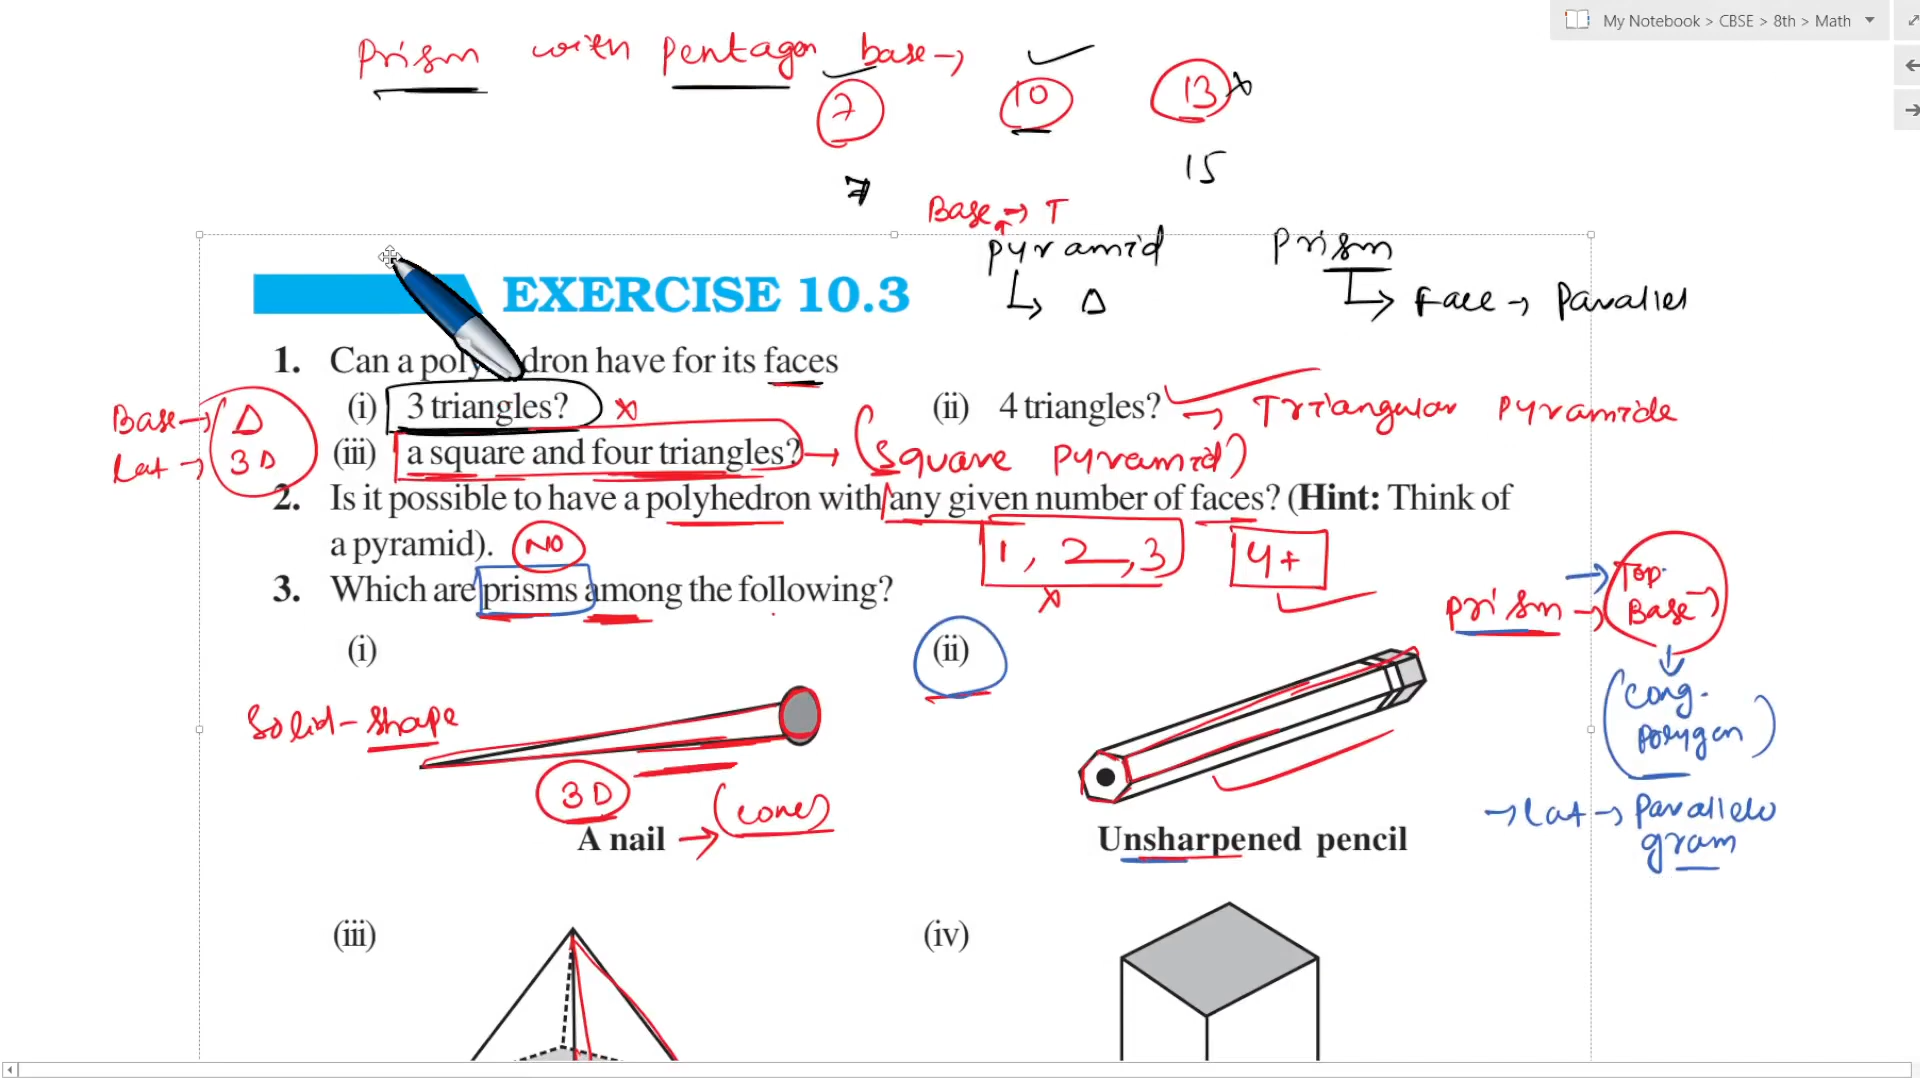 My Notebook > CBSE > 8th > Math
Prism with Pentagon base →
7 10 13 x
7 15
Base → T
pyramid Prism
Δ Face → Parallel
EXERCISE 10.3
1. Can a polyhedron have for its faces
(i) 3 triangles? x (ii) 4 triangles? → Triangular pyramide
Base → Δ
(iii) a square and four triangles? → (Square Pyramid)
Lat → 3 Δ
2. Is it possible to have a polyhedron with any given number of faces? (Hint: Think of
a pyramid). NO 1, 2, 3 4+
x
3. Which are prisms among the following?
Prism → Top Base
(i) (ii)
Cong. Polygon
Solid-shape
3D (cone)
→ Lat → Parallelo
gram
A nail → Unsharpened pencil
(iii) (iv)